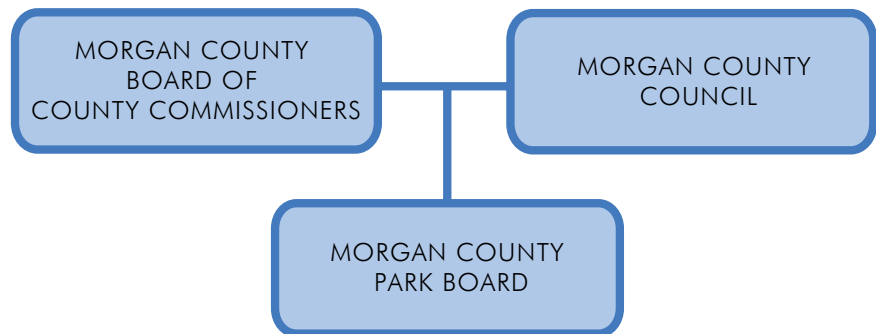 MORGAN COUNTY
BOARD OF
COUNTY COMMISSIONERS
MORGAN COUNTY
COUNCIL
MORGAN COUNTY
PARK BOARD